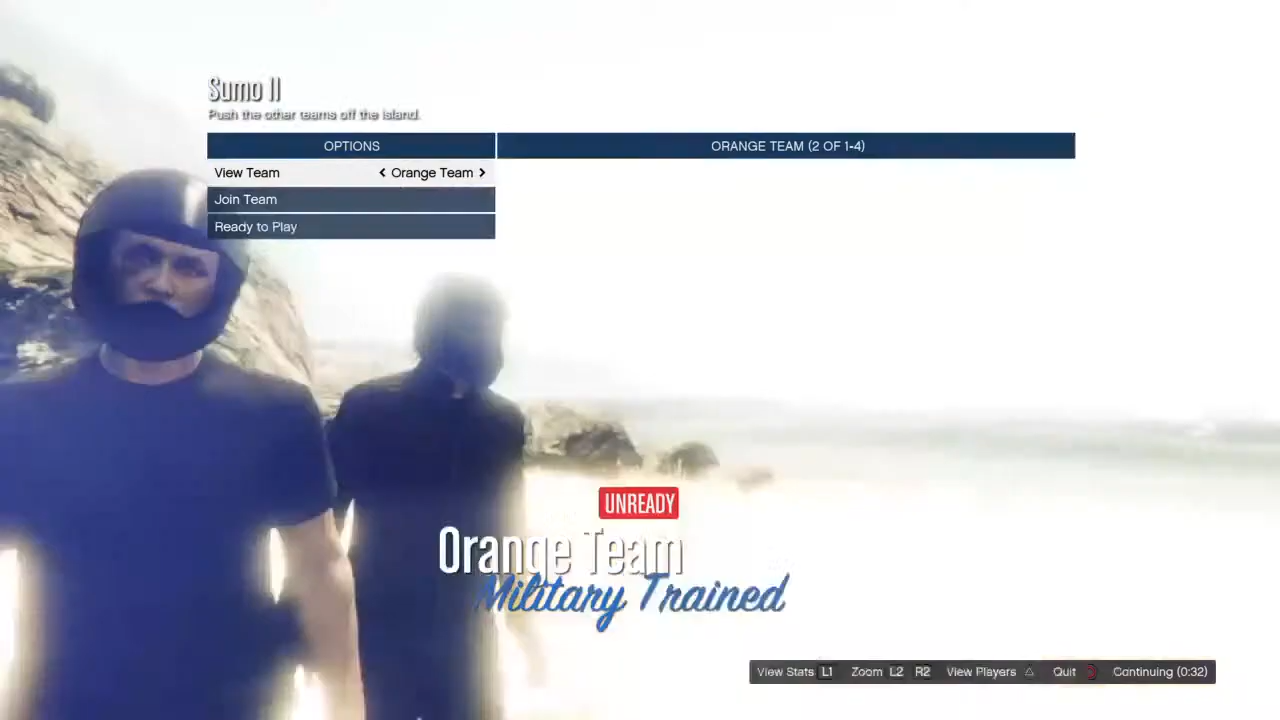 Sumo II
Push the other teams off the island.
OPTIONS
ORANGE TEAM (2 OF 1-4)
View Team
Orange Team
Join Team
Ready to Play
UNREADY
Orange Team
Military Trained
View Stats L1 Zoom L2 R2 View Players Quit Continuing (0:32)